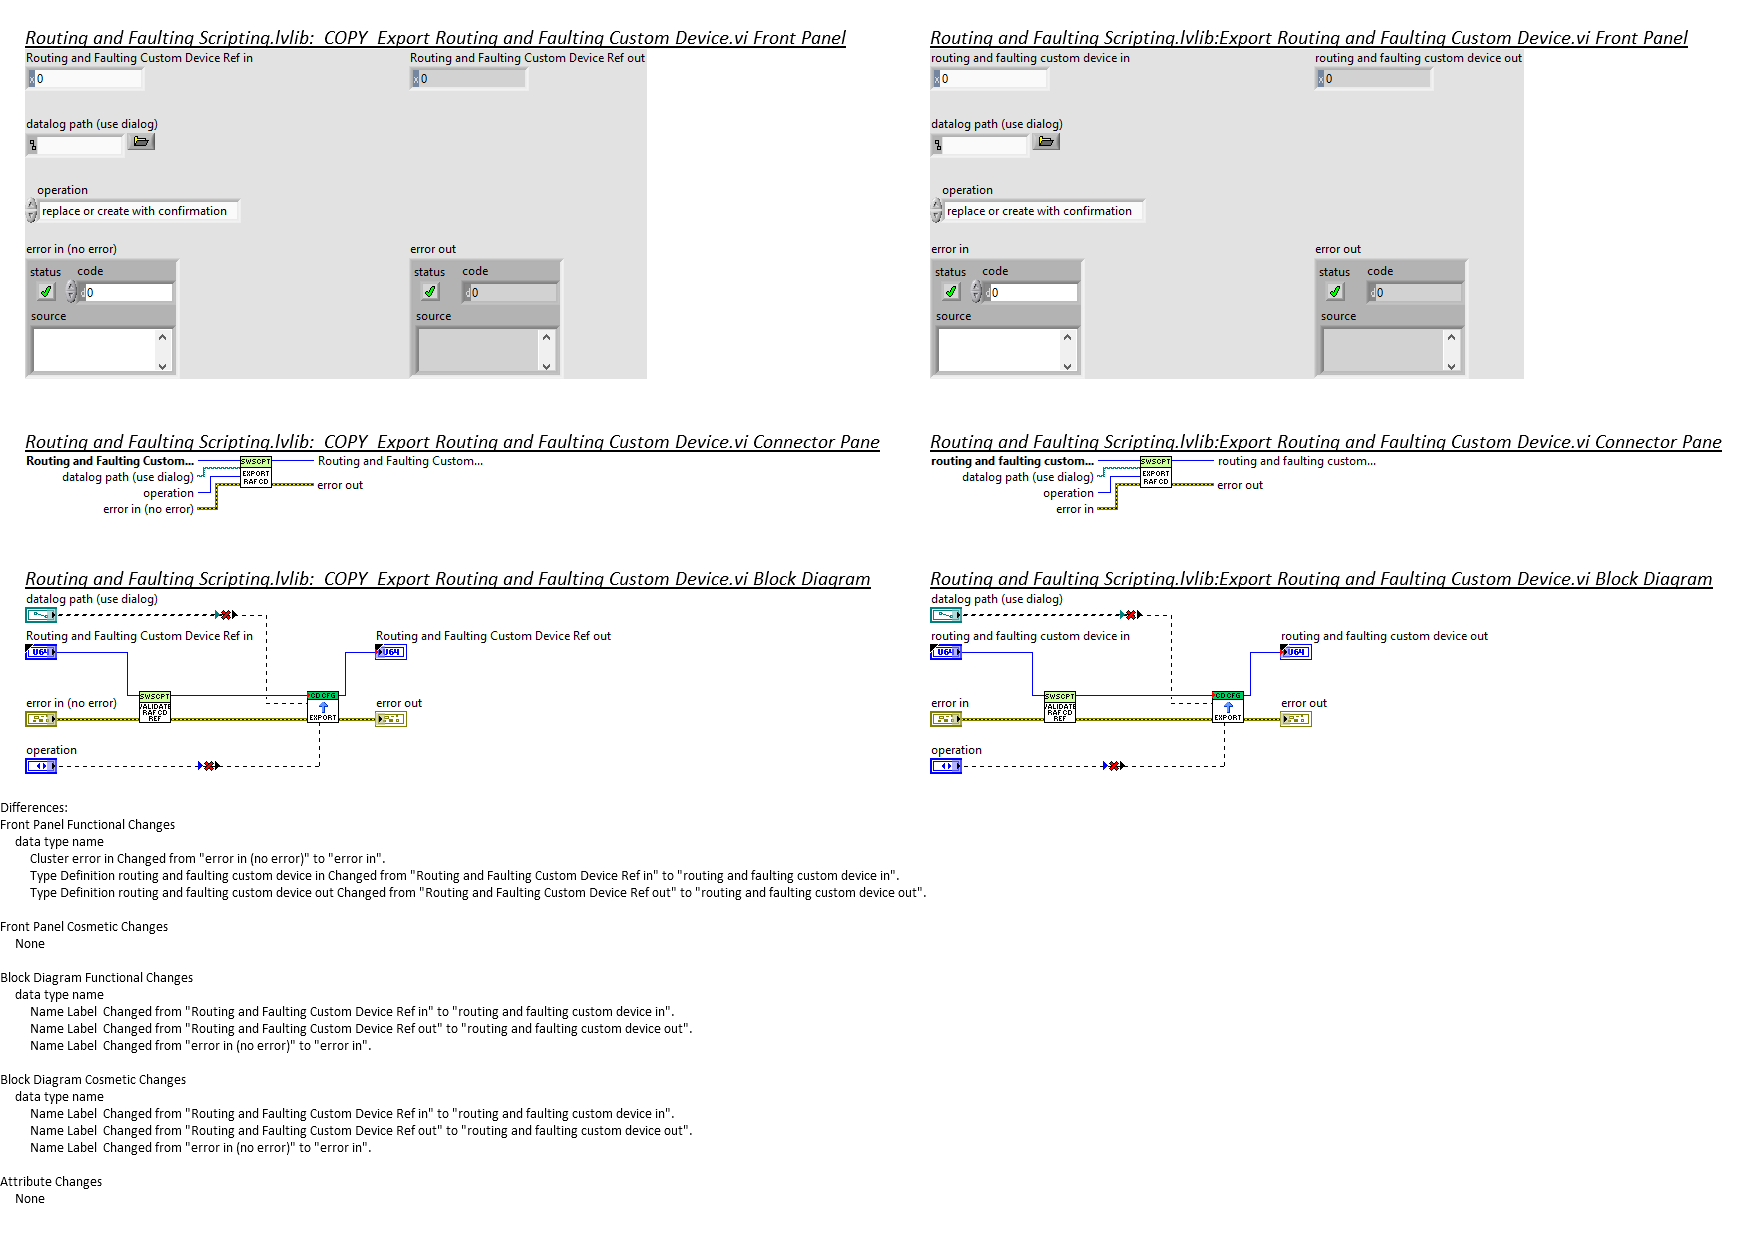 Routing and Faulting Scripting.lvlib:  COPY  Export Routing and Faulting Custom Device.vi Front Panel
Routing and Faulting Custom Device Ref in
Routing and Faulting Custom Device Ref out
x 0
x 0
datalog path (use dialog)
operation
replace or create with confirmation
error in (no error)
error out
status code
status code
d 0
d 0
source
source
Routing and Faulting Scripting.lvlib:Export Routing and Faulting Custom Device.vi Front Panel
routing and faulting custom device in
routing and faulting custom device out
x 0
x 0
datalog path (use dialog)
operation
replace or create with confirmation
error in
error out
status code
status code
d 0
d 0
source
source
Routing and Faulting Scripting.lvlib:  COPY  Export Routing and Faulting Custom Device.vi Connector Pane
Routing and Faulting Custom...
datalog path (use dialog)
operation
error in (no error)
SWSCPT
EXPORT
RAF CD
Routing and Faulting Custom...
error out
Routing and Faulting Scripting.lvlib:Export Routing and Faulting Custom Device.vi Connector Pane
routing and faulting custom...
datalog path (use dialog)
operation
error in
SWSCPT
EXPORT
RAF CD
routing and faulting custom...
error out
Routing and Faulting Scripting.lvlib:  COPY  Export Routing and Faulting Custom Device.vi Block Diagram
datalog path (use dialog)
Routing and Faulting Custom Device Ref in
U64
Routing and Faulting Custom Device Ref out
U64
error in (no error)
SWSCPT
VALIDATE
RAF CD
REF
CD CFG
EXPORT
error out
operation
Routing and Faulting Scripting.lvlib:Export Routing and Faulting Custom Device.vi Block Diagram
datalog path (use dialog)
routing and faulting custom device in
U64
routing and faulting custom device out
U64
error in
SWSCPT
VALIDATE
RAF CD
REF
CD CFG
EXPORT
error out
operation
Differences:
Front Panel Functional Changes
data type name
Cluster error in Changed from "error in (no error)" to "error in".
Type Definition routing and faulting custom device in Changed from "Routing and Faulting Custom Device Ref in" to "routing and faulting custom device in".
Type Definition routing and faulting custom device out Changed from "Routing and Faulting Custom Device Ref out" to "routing and faulting custom device out".
Front Panel Cosmetic Changes
None
Block Diagram Functional Changes
data type name
Name Label  Changed from "Routing and Faulting Custom Device Ref in" to "routing and faulting custom device in".
Name Label  Changed from "Routing and Faulting Custom Device Ref out" to "routing and faulting custom device out".
Name Label  Changed from "error in (no error)" to "error in".
Block Diagram Cosmetic Changes
data type name
Name Label  Changed from "Routing and Faulting Custom Device Ref in" to "routing and faulting custom device in".
Name Label  Changed from "Routing and Faulting Custom Device Ref out" to "routing and faulting custom device out".
Name Label  Changed from "error in (no error)" to "error in".
Attribute Changes
None